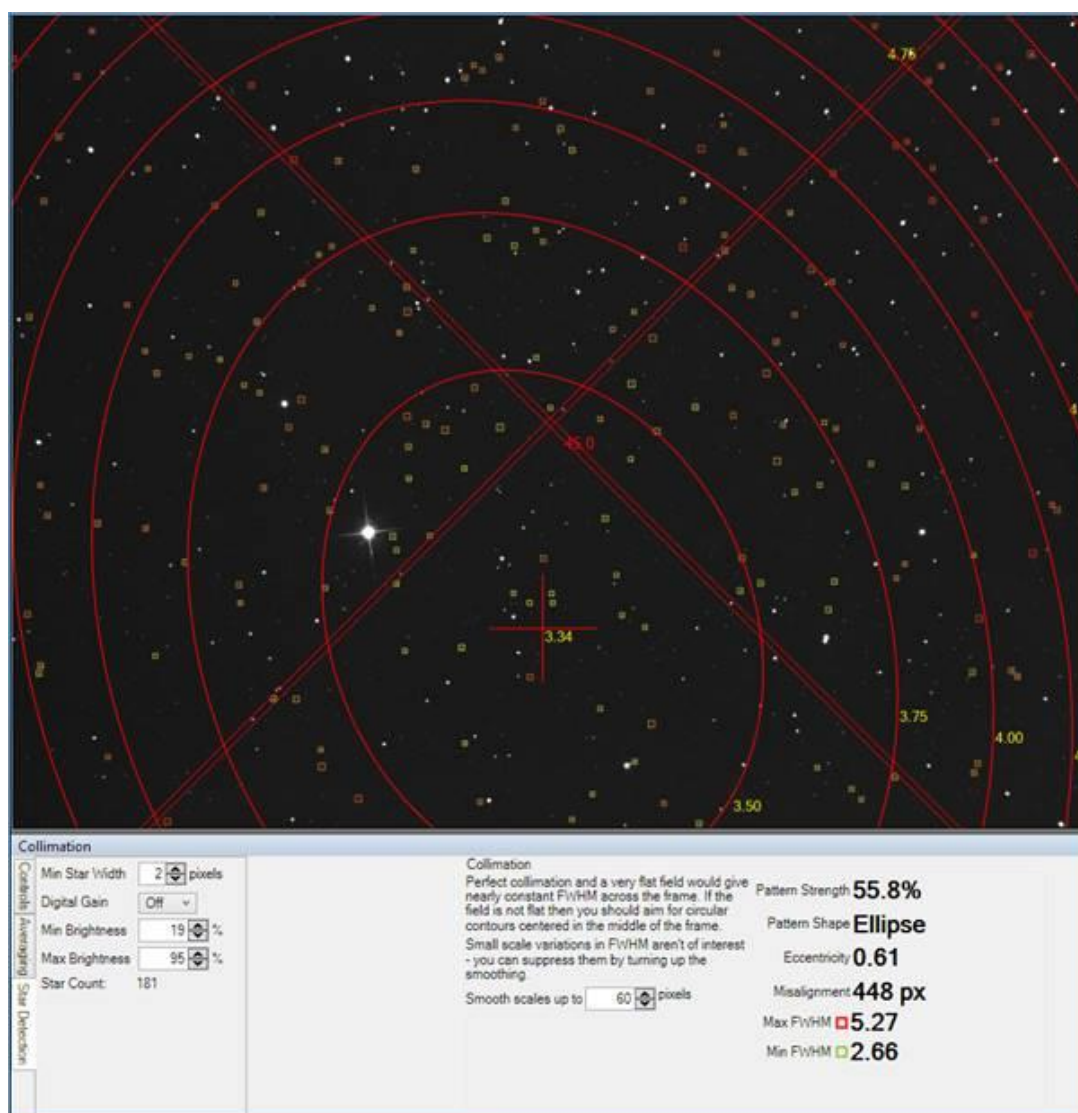 4.76
45.0
3.34
3.75
4.00
3.50
Collimation
Controls
Averaging
Star Detection
Min Star Width 2 pixels
Digital Gain Off
Min Brightness 19 %
Max Brightness 95 %
Star Count: 181
Collimation
Perfect collimation and a very flat field would give
nearly constant FWHM across the frame. If the
field is not flat then you should aim for circular
contours centered in the middle of the frame.
Small scale variations in FWHM aren't of interest
- you can suppress them by turning up the
smoothing.
Smooth scales up to 60 pixels
Pattern Strength 55.8%
Pattern Shape Ellipse
Eccentricity 0.61
Misalignment 448 px
Max FWHM 5.27
Min FWHM 2.66